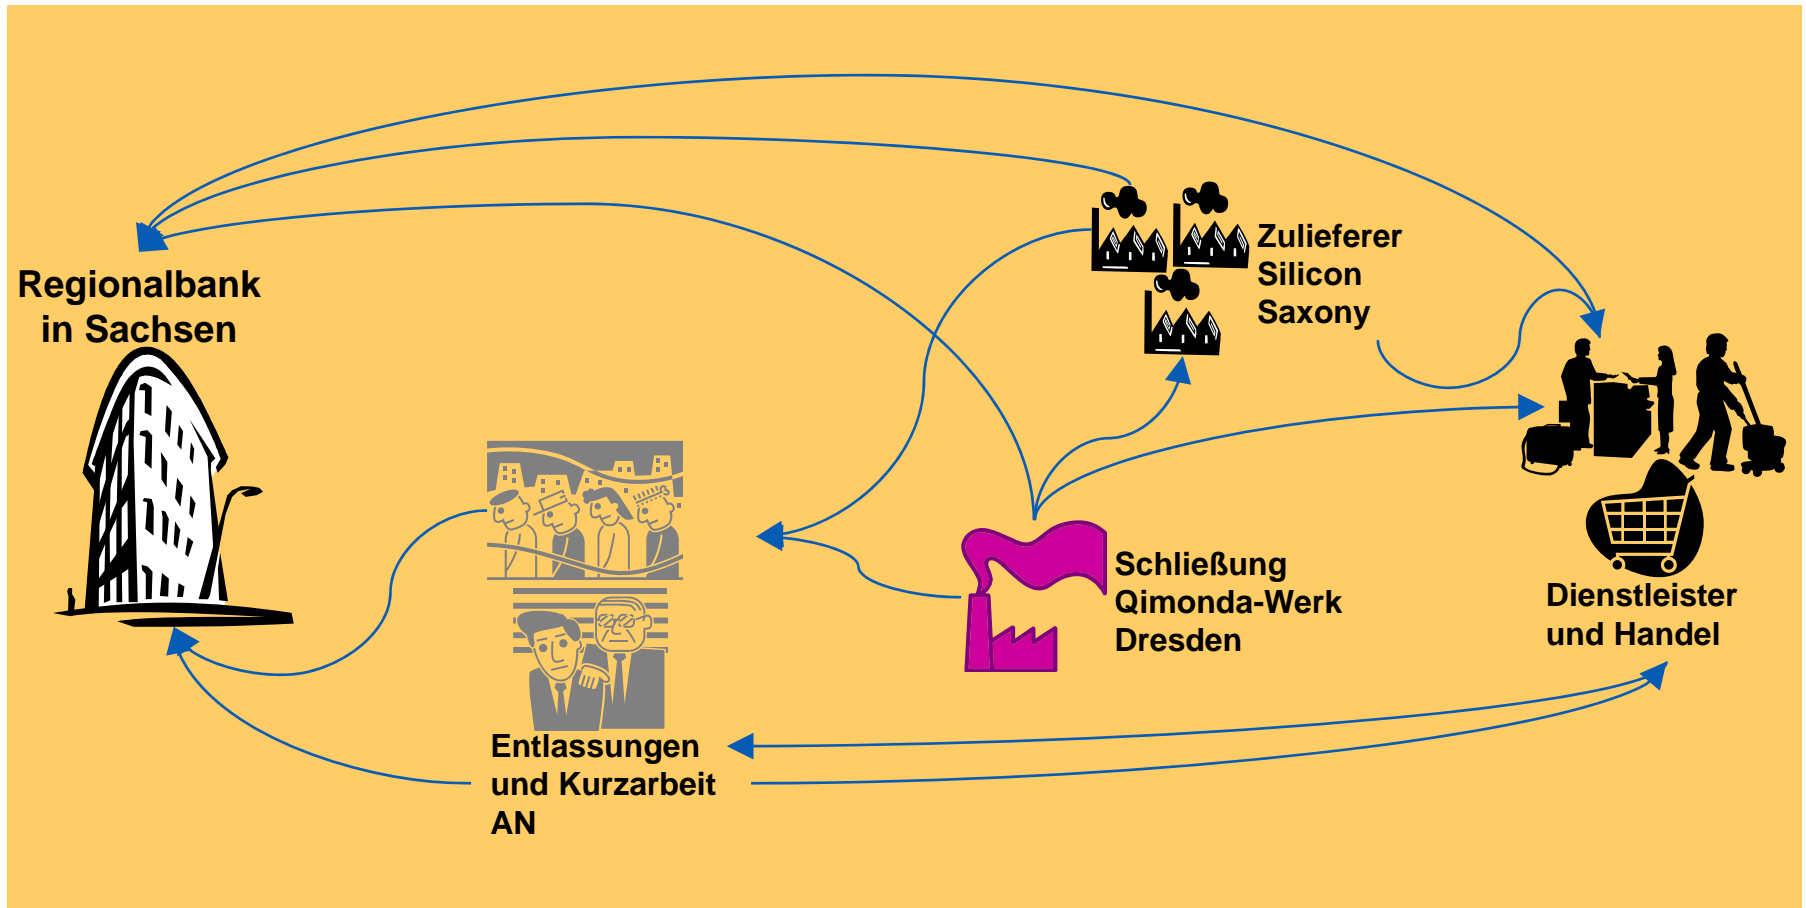 Regionalbank
in Sachsen
Zulieferer
Silicon
Saxony
Schließung
Qimonda-Werk
Dresden
Dienstleister
und Handel
Entlassungen
und Kurzarbeit
AN